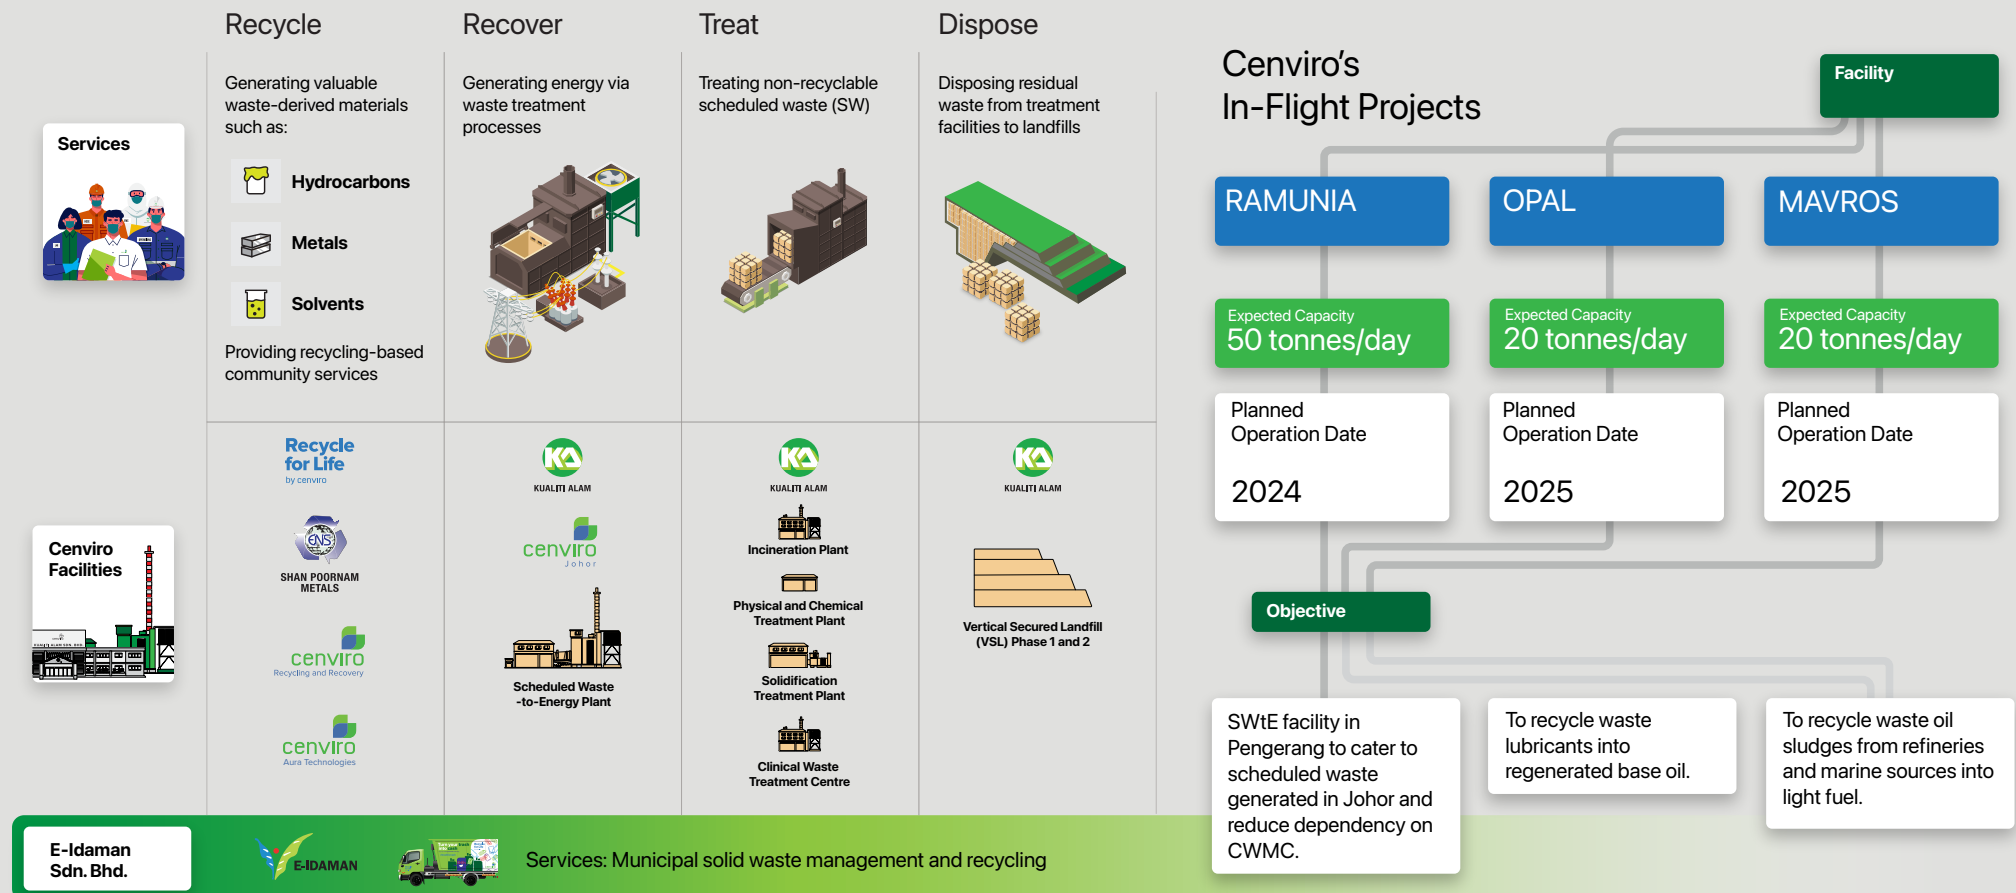 Services
Recycle
Generating valuable
waste-derived materials
such as:
Hydrocarbons
Metals
Solvents
Providing recycling-based
community services
Recover
Generating energy via
waste treatment
processes
Treat
Treating non-recyclable
scheduled waste (SW)
Dispose
Disposing residual
waste from treatment
facilities to landfills
Cenviro
Facilities
KUALITI ALAM SDN. BHD.
Recycle
for Life
by cenviro
ENS
SHAN POORNAM
METALS
cenviro
Recycling and Recovery
cenviro
Aura Technologies
KA
KUALITI ALAM
cenviro
Johor
Scheduled Waste
-to-Energy Plant
KA
KUALITI ALAM
Incineration Plant
Physical and Chemical
Treatment Plant
Solidification
Treatment Plant
Clinical Waste
Treatment Centre
KA
KUALITI ALAM
Vertical Secured Landfill
(VSL) Phase 1 and 2
E-Idaman
Sdn. Bhd.
E-IDAMAN
Services: Municipal solid waste management and recycling
Cenviro’s
In-Flight Projects
Facility
RAMUNIA
Expected Capacity
50 tonnes/day
Planned
Operation Date
2024
OPAL
Expected Capacity
20 tonnes/day
Planned
Operation Date
2025
MAVROS
Expected Capacity
20 tonnes/day
Planned
Operation Date
2025
Objective
SWtE facility in
Pengerang to cater to
scheduled waste
generated in Johor and
reduce dependency on
CWMC.
To recycle waste
lubricants into
regenerated base oil.
To recycle waste oil
sludges from refineries
and marine sources into
light fuel.